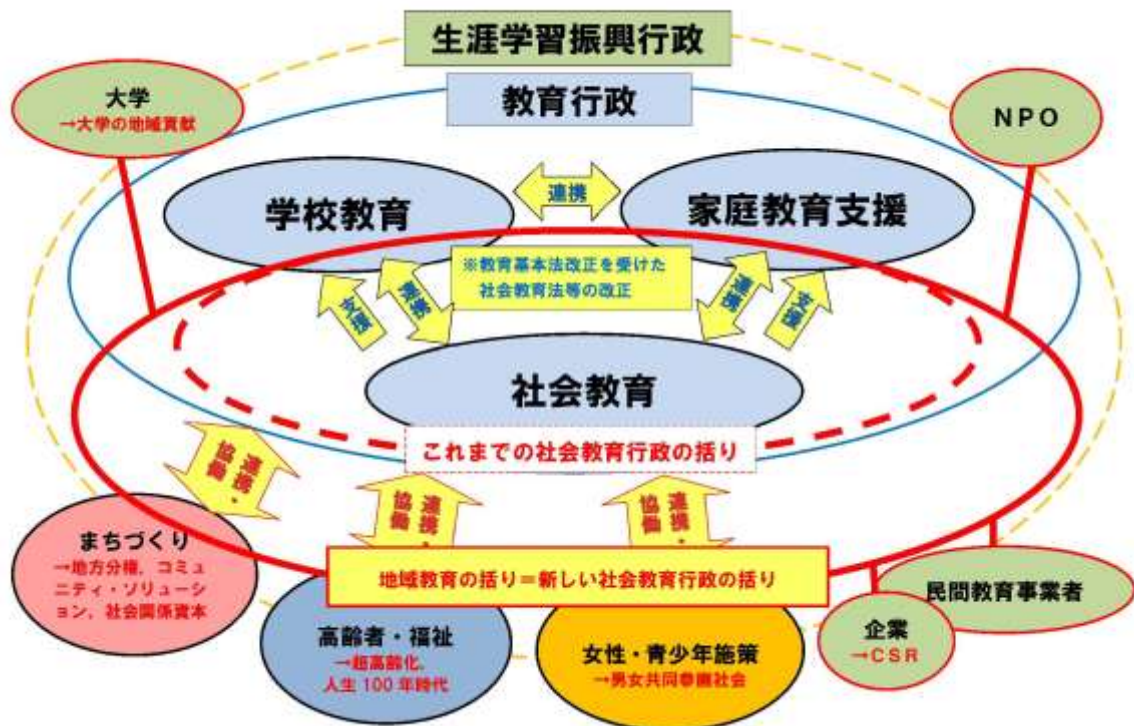 生涯学習振興行政
教育行政
大学
→大学の地域貢献
NPO
学校教育
連携
家庭教育支援
※教育基本法改正を受けた
社会教育法等の改正
支援
連携
連携
支援
社会教育
これまでの社会教育行政の括り
連携・
協働
連携・
協働
連携・
協働
まちづくり
→地方分権、コミュ
ニティ・ソリューシ
ョン、社会関係資本
地域教育の括り＝新しい社会教育行政の括り
高齢者・福祉
→超高齢化、
人生100年時代
女性・青少年施策
→男女共同参画社会
企業
→CSR
民間教育事業者